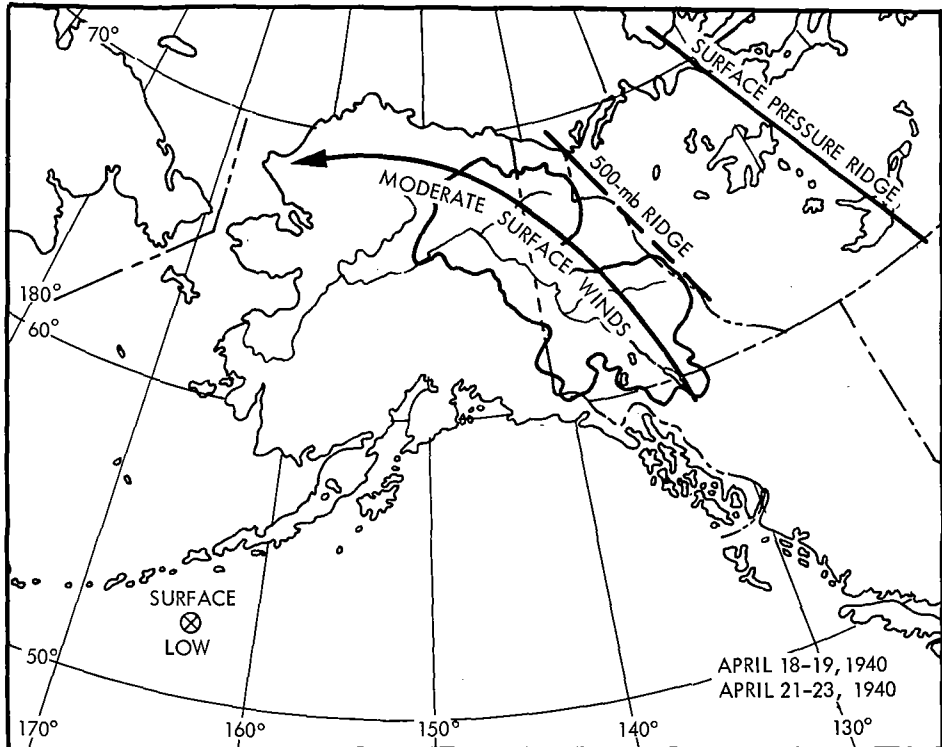 70°
SURFACE PRESSURE RIDGE
500-mb RIDGE
MODERATE SURFACE WINDS
180°
60°
SURFACE
LOW
50°
APRIL 18-19, 1940
APRIL 21-23, 1940
170°
160°
150°
140°
130°